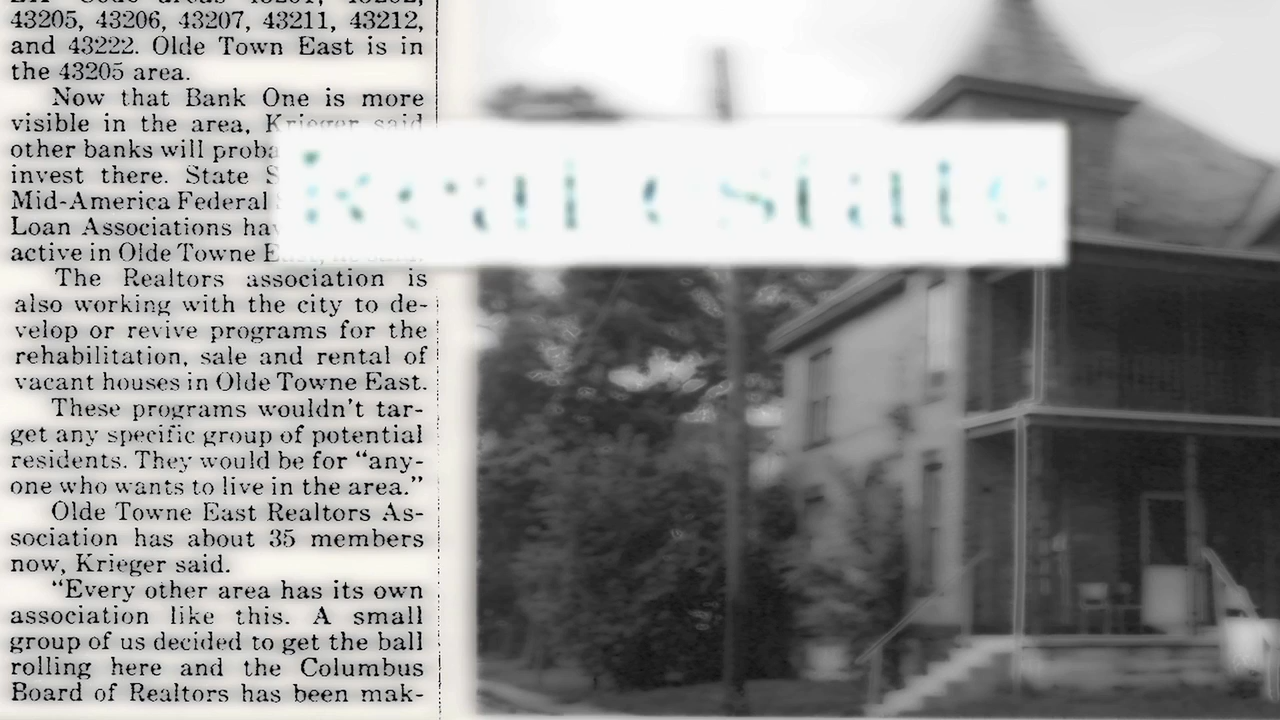 43205, 43206, 43207, 43211, 43212,
and 43222. Olde Town East is in
the 43205 area.
Now that Bank One is more
visible in the area, Krieger said
other banks will
invest there. State
Mid-America Federal
Loan Associations
active in Olde Towne
The Realtors association is
also working with the city to de-
velop or revive programs for the
rehabilitation, sale and rental of
vacant houses in Olde Towne East.
These programs wouldn't tar-
get any specific group of potential
residents. They would be for “any-
one who wants to live in the area.”
Olde Towne East Realtors As-
sociation has about 35 members
now, Krieger said.
“Every other area has its own
association like this. A small
group of us decided to get the ball
rolling here and the Columbus
Board of Realtors has been mak-
Real estate